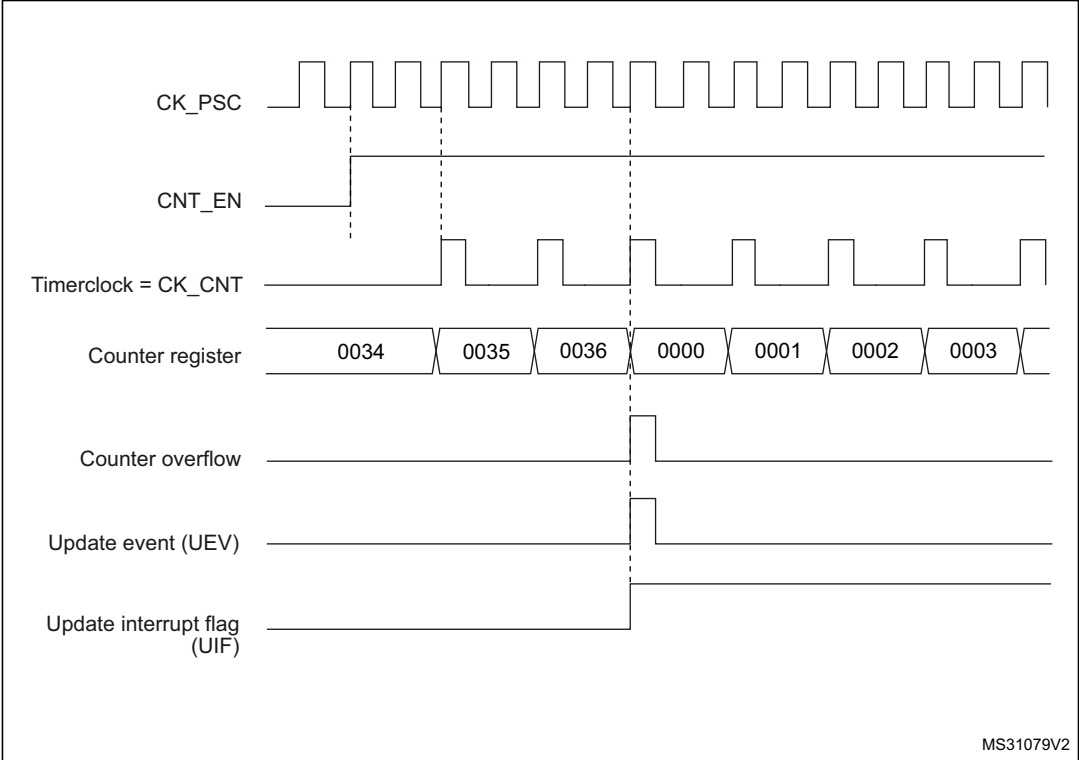 CK_PSC
CNT_EN
Timerclock = CK_CNT
Counter register
0034 0035 0036 0000 0001 0002 0003
Counter overflow
Update event (UEV)
Update interrupt flag
(UIF)
MS31079V2